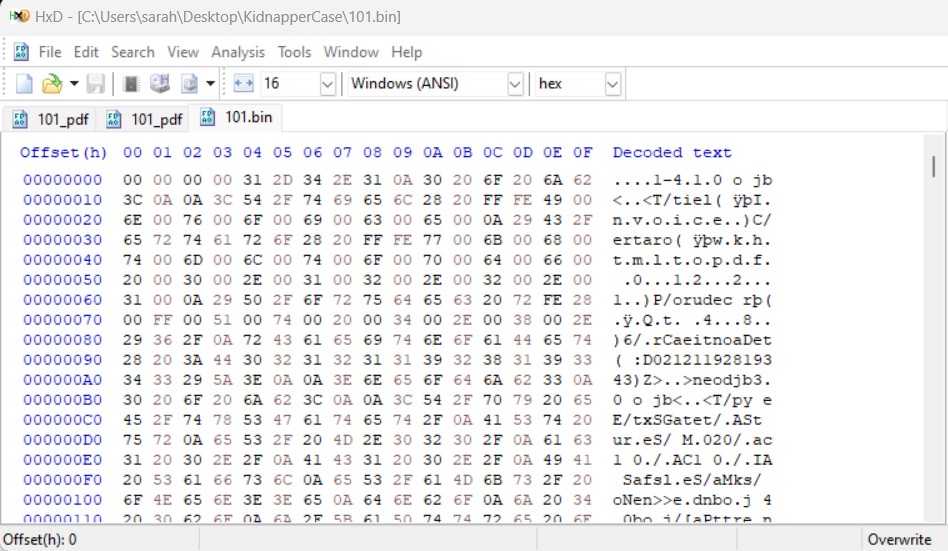 HxD - [C:\Users\sarah\Desktop\KidnapperCase\101.bin]
File Edit Search View Analysis Tools Window Help
16 Windows (ANSI) hex
101_pdf 101_pdf 101.bin
Offset(h) 00 01 02 03 04 05 06 07 08 09 0A 0B 0C 0D 0E 0F Decoded text
00000000 00 00 00 00 31 2D 34 2E 31 0A 30 20 6F 20 6A 62 ....1-4.1.0 o jb
00000010 3C 0A 0A 3C 54 2F 74 69 65 6C 28 20 FF FE 49 00 <..<T/tiel( ÿþI.
00000020 6E 00 76 00 6F 00 69 00 63 00 65 00 0A 29 43 2F n.v.o.i.c.e..)C/
00000030 65 72 74 61 72 6F 28 20 FF FE 77 00 6B 00 68 00 ertaro( ÿþw.k.h.
00000040 74 00 6D 00 6C 00 74 00 6F 00 70 00 64 00 66 00 t.m.l.t.o.p.d.f.
00000050 20 00 30 00 2E 00 31 00 32 00 2E 00 32 00 2E 00  .0...1.2...2...
00000060 31 00 0A 29 50 2F 6F 72 75 64 65 63 20 72 FE 28 1..)P/orudec rþ(
00000070 00 FF 00 51 00 74 00 20 00 34 00 2E 00 38 00 2E .ÿ.Q.t. .4...8..
00000080 29 36 2F 0A 72 43 61 65 69 74 6E 6F 61 44 65 74 )6/.rCaeitnoaDet
00000090 28 20 3A 44 30 32 31 32 31 31 39 32 38 31 39 33 ( :D021211928193
000000A0 34 33 29 5A 3E 0A 0A 3E 6E 65 6F 64 6A 62 33 0A 43)Z>..>neodjb3.
000000B0 30 20 6F 20 6A 62 3C 0A 0A 3C 54 2F 70 79 20 65 0 o jb<..<T/py e
000000C0 45 2F 74 78 53 47 61 74 65 74 2F 0A 41 53 74 20 E/txSGatet/.ASt
000000D0 75 72 0A 65 53 2F 20 4D 2E 30 32 30 2F 0A 61 63 ur.eS/ M.020/.ac
000000E0 31 20 30 2E 2F 0A 41 43 31 20 30 2E 2F 0A 49 41 1 0./.AC1 0./.IA
000000F0 20 53 61 66 73 6C 0A 65 53 2F 61 4D 6B 73 2F 20  Safsl.eS/aMks/
00000100 6F 4E 65 6E 3E 3E 65 0A 64 6E 62 6F 0A 6A 20 34 oNen>>e.dnbo.j 4
00000110 20 30 62 6F 0A 6A 2F 5B 61 50 74 74 72 65 20 6E  0bo.j/[aPttre n
Offset(h): 0 Overwrite